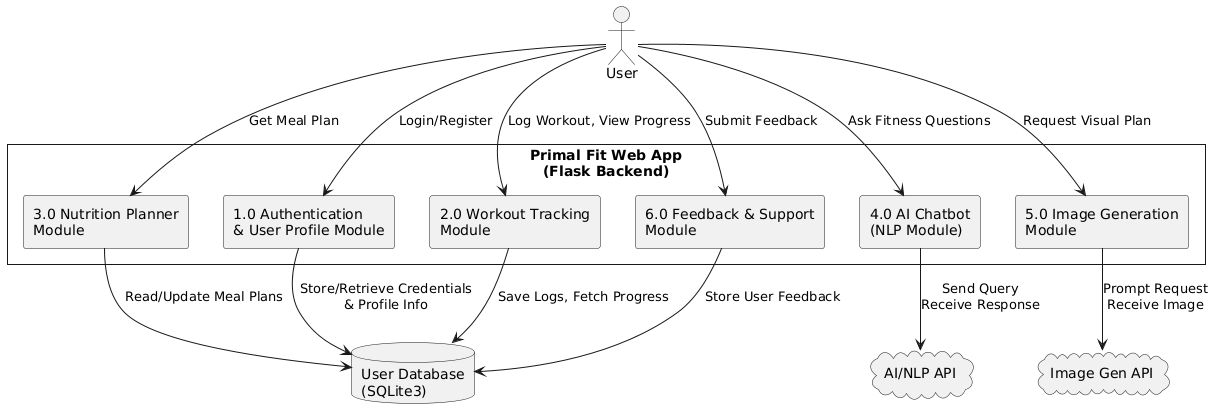 User
Get Meal Plan
Login/Register
Log Workout, View Progress
Submit Feedback
Ask Fitness Questions
Request Visual Plan
Primal Fit Web App
(Flask Backend)
3.0 Nutrition Planner
Module
1.0 Authentication
& User Profile Module
2.0 Workout Tracking
Module
6.0 Feedback & Support
Module
4.0 AI Chatbot
(NLP Module)
5.0 Image Generation
Module
Read/Update Meal Plans
Store/Retrieve Credentials
& Profile Info
Save Logs, Fetch Progress
Store User Feedback
Send Query
Receive Response
Prompt Request
Receive Image
User Database
(SQLite3)
AI/NLP API
Image Gen API